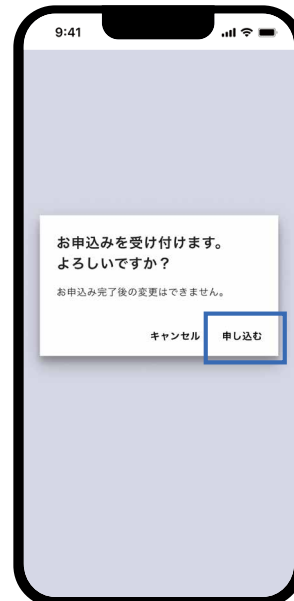 9:41
お申込みを受け付けます。
よろしいですか？
お申込み完了後の変更はできません。
キャンセル 申し込む